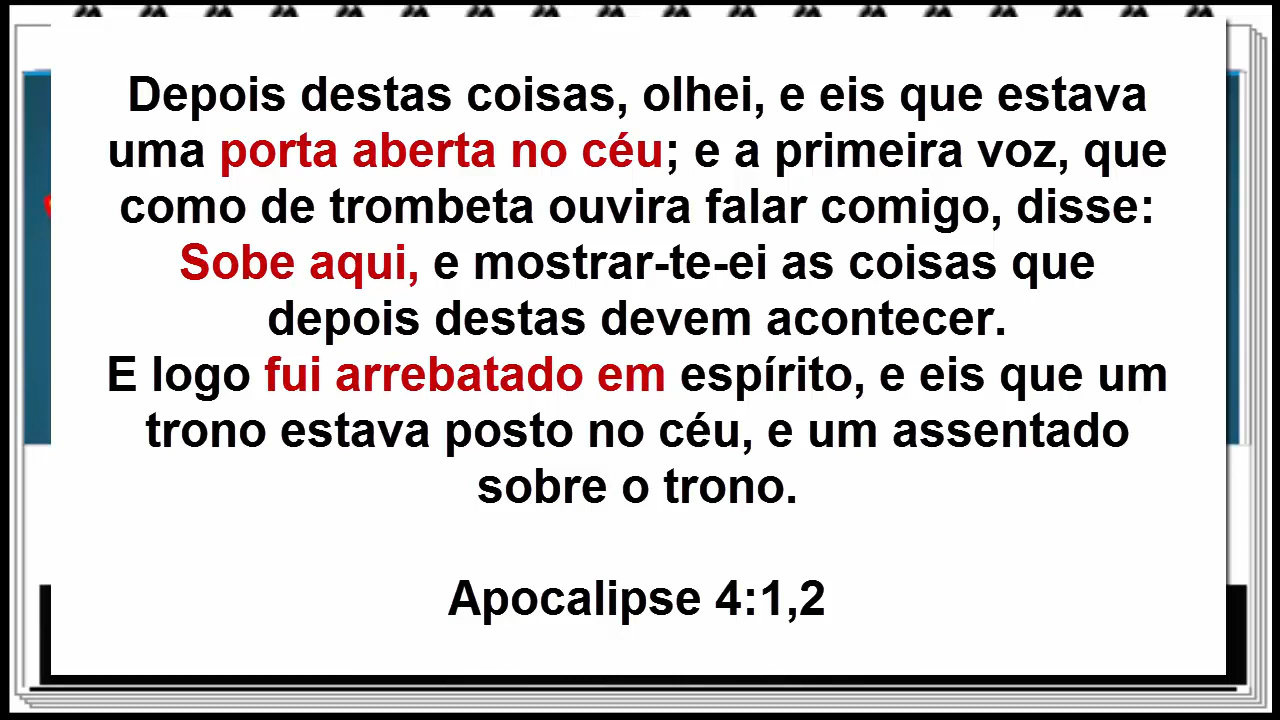 Depois destas coisas, olhei, e eis que estava
uma porta aberta no céu; e a primeira voz, que
como de trombeta ouvira falar comigo, disse:
Sobe aqui, e mostrar-te-ei as coisas que
depois destas devem acontecer.
E logo fui arrebatado em espírito, e eis que um
trono estava posto no céu, e um assentado
sobre o trono.
Apocalipse 4:1,2